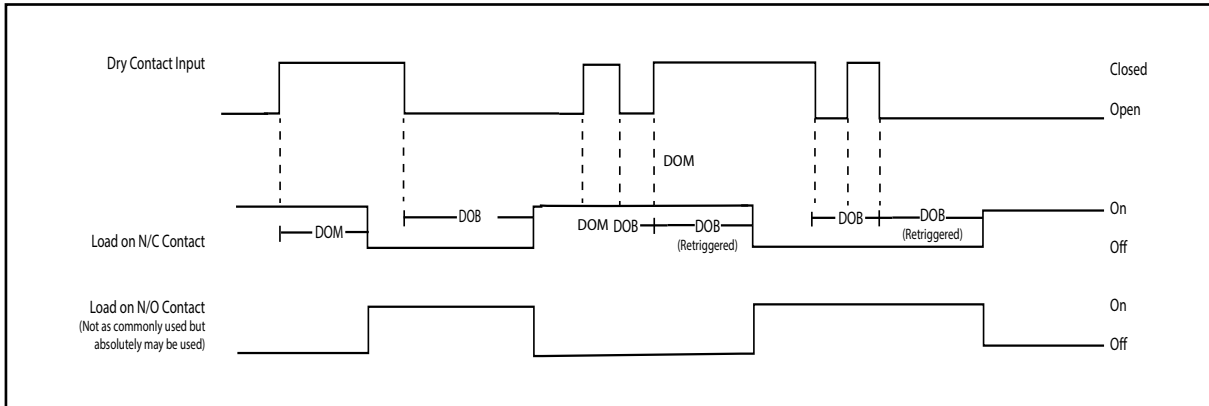 Dry Contact Input
Closed
Open
DOM
On
DOB
DOM
DOM DOB
DOB
(Retriggered)
DOB
DOB
(Retriggered)
Load on N/C Contact
Off
Load on N/O Contact
(Not as commonly used but
absolutely may be used)
On
Off